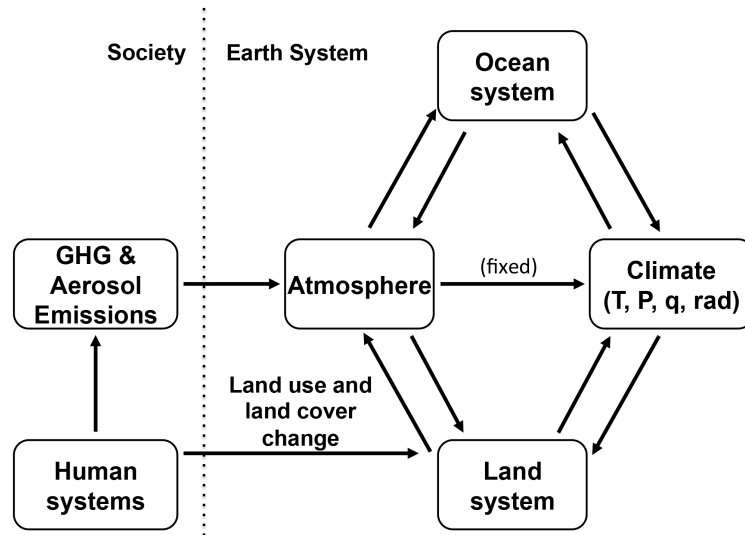 Society
Earth System
Ocean
system
GHG &
Aerosol
Emissions
Atmosphere
(fixed)
Climate
(T, P, q, rad)
Land use and
land cover
change
Human
systems
Land
system